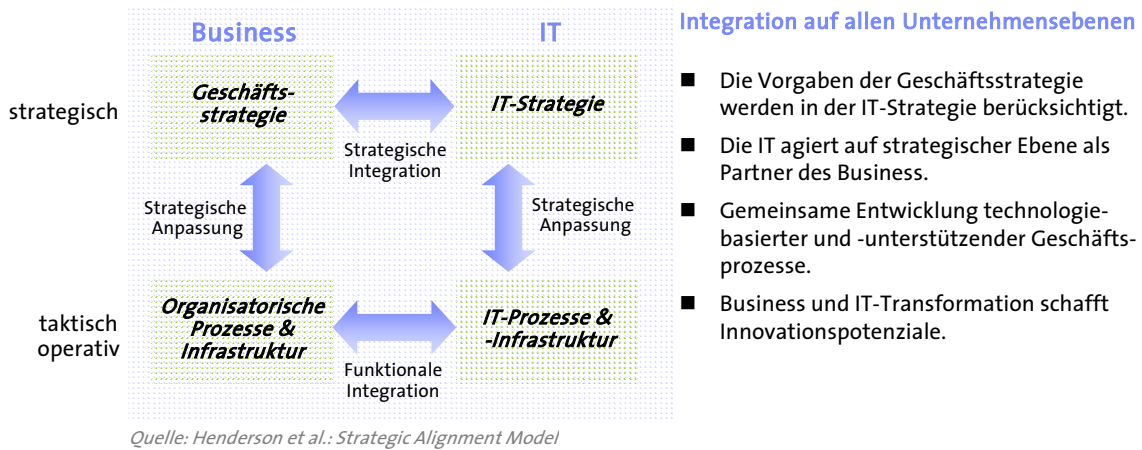 Business
IT
strategisch
Geschäfts-
strategie
IT-Strategie
Strategische
Integration
Strategische
Anpassung
Strategische
Anpassung
taktisch
operativ
Organisatorische
Prozesse &
Infrastruktur
IT-Prozesse &
-Infrastruktur
Funktionale
Integration
Quelle: Henderson et al.: Strategic Alignment Model
Integration auf allen Unternehmensebenen
■ Die Vorgaben der Geschäftsstrategie
werden in der IT-Strategie berücksichtigt.
■ Die IT agiert auf strategischer Ebene als
Partner des Business.
■ Gemeinsame Entwicklung technologie-
basierter und -unterstützender Geschäfts-
prozesse.
■ Business und IT-Transformation schafft
Innovationspotenziale.